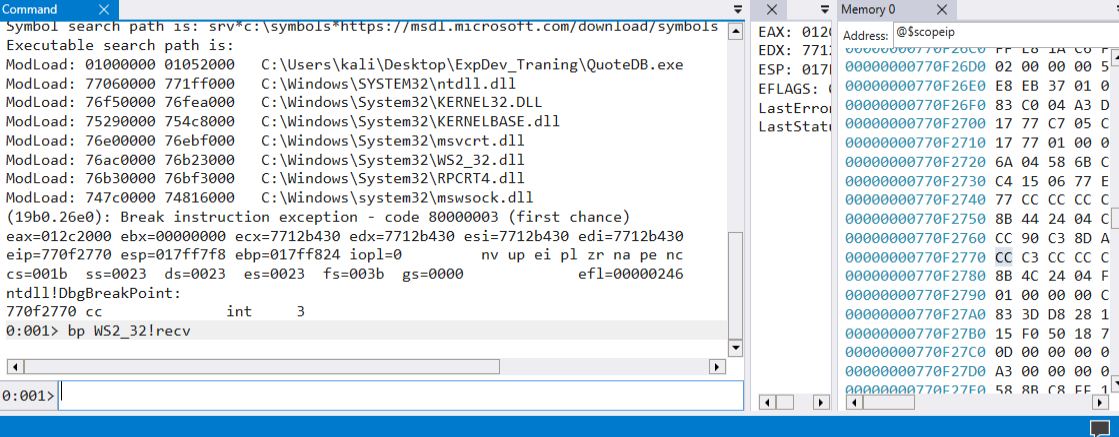 Command
Symbol search path is: srv*c:\symbols*https://msdl.microsoft.com/download/symbols
Executable search path is:
ModLoad: 01000000 01052000   C:\Users\kali\Desktop\ExpDev_Traning\QuoteDB.exe
ModLoad: 77060000 771ff000   C:\Windows\SYSTEM32\ntdll.dll
ModLoad: 76f50000 76fea000   C:\Windows\System32\KERNEL32.DLL
ModLoad: 75290000 754c8000   C:\Windows\System32\KERNELBASE.dll
ModLoad: 76e00000 76ebf000   C:\Windows\System32\msvcrt.dll
ModLoad: 76ac0000 76b23000   C:\Windows\System32\WS2_32.dll
ModLoad: 76b30000 76bf3000   C:\Windows\System32\RPCRT4.dll
ModLoad: 747c0000 74816000   C:\Windows\system32\mswsock.dll
(19b0.26e0): Break instruction exception - code 80000003 (first chance)
eax=012c2000 ebx=00000000 ecx=7712b430 edx=7712b430 esi=7712b430 edi=7712b430
eip=770f2770 esp=017ff7f8 ebp=017ff824 iopl=0         nv up ei pl zr na pe nc
cs=001b  ss=0023  ds=0023  es=0023  fs=003b  gs=0000             efl=00000246
ntdll!DbgBreakPoint:
770f2770 cc              int     3
0:001> bp WS2_32!recv
0:001>
EAX: 012
EDX: 7712
ESP: 017
EFLAGS:
LastErro
LastStat
Memory 0
Address: @$scopeip
00000000770F26C0 FF E8 1A C6 F
00000000770F26D0 02 00 00 00 5
00000000770F26E0 E8 EB 37 01 0
00000000770F26F0 83 C0 04 A3 D
00000000770F2700 17 77 C7 05 C
00000000770F2710 17 77 01 00 0
00000000770F2720 6A 04 58 6B C
00000000770F2730 C4 15 06 77 E
00000000770F2740 77 CC CC CC C
00000000770F2750 8B 44 24 04 C
00000000770F2760 CC 90 C3 8D A
00000000770F2770 CC C3 CC CC C
00000000770F2780 8B 4C 24 04 F
00000000770F2790 01 00 00 00 C
00000000770F27A0 83 3D D8 28 1
00000000770F27B0 15 F0 50 18 7
00000000770F27C0 0D 00 00 00 0
00000000770F27D0 A3 00 00 00 0
00000000770F27E0 58 8B C8 FF 1